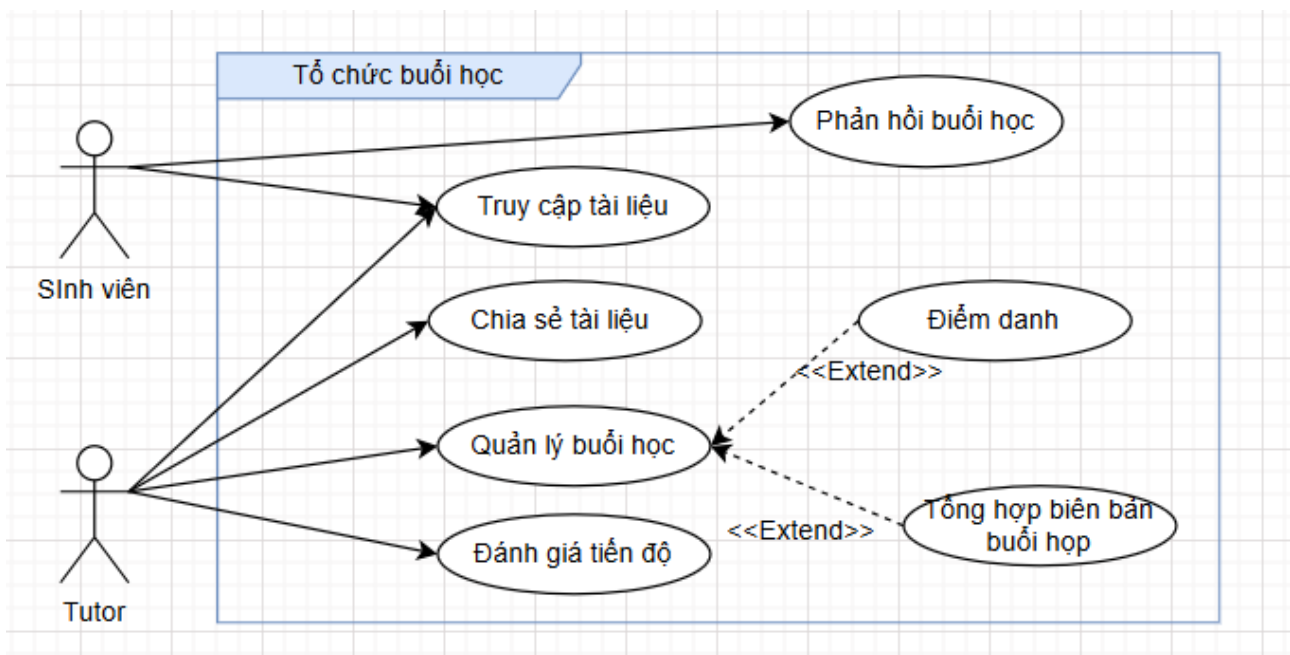 Tổ chức buổi học
Phản hồi buổi học
Truy cập tài liệu
SInh viên
Chia sẻ tài liệu
Điểm danh
<<Extend>>
Quản lý buổi học
Tổng hợp biên bản
buổi họp
<<Extend>>
Đánh giá tiến độ
Tutor